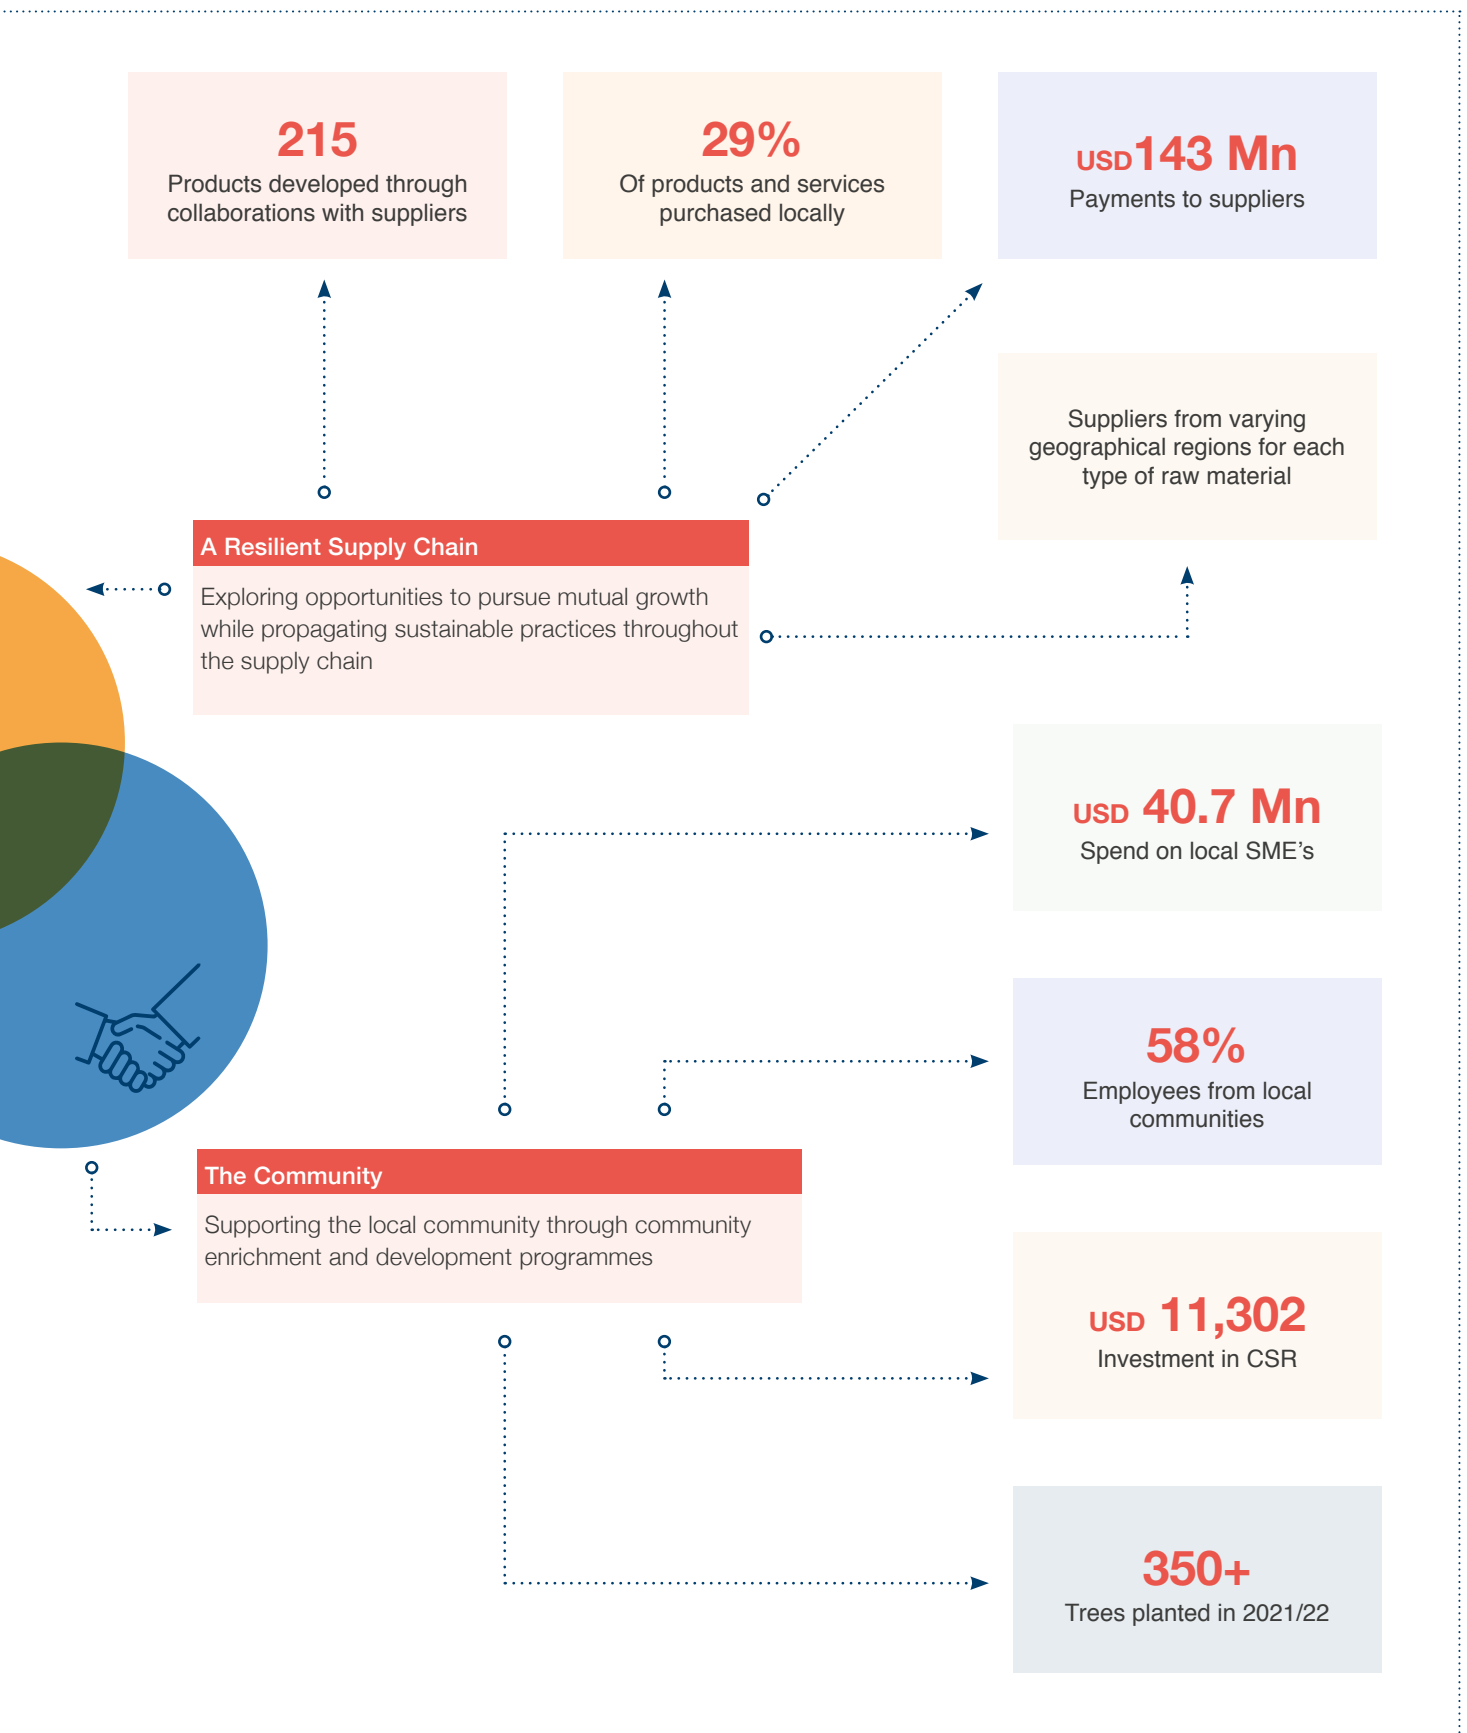 215
Products developed through
collaborations with suppliers
29%
Of products and services
purchased locally
USD143 Mn
Payments to suppliers
Suppliers from varying
geographical regions for each
type of raw material
A Resilient Supply Chain
Exploring opportunities to pursue mutual growth
while propagating sustainable practices throughout
the supply chain
USD 40.7 Mn
Spend on local SME’s
58%
Employees from local
communities
The Community
Supporting the local community through community
enrichment and development programmes
USD 11,302
Investment in CSR
350+
Trees planted in 2021/22